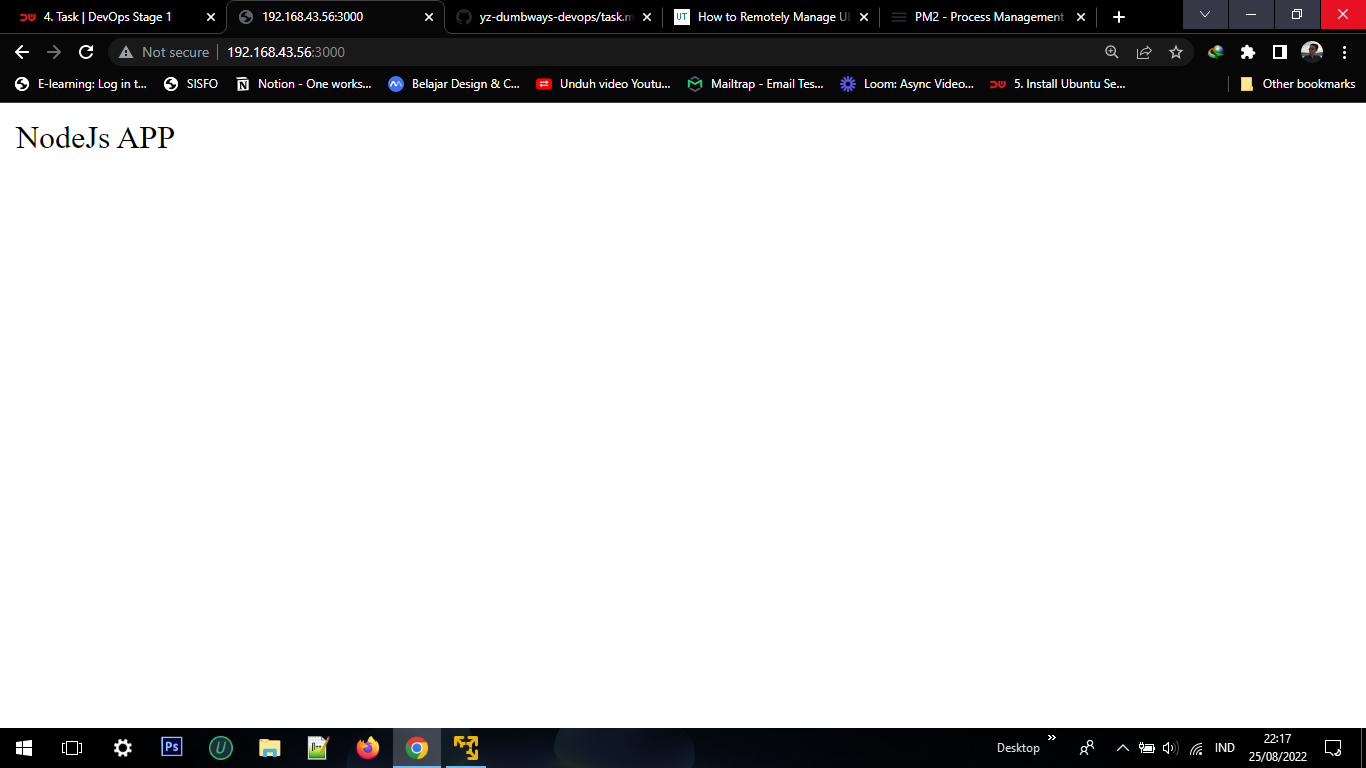 4. Task | DevOps Stage 1
192.168.43.56:3000
yz-dumbways-devops/task.m
UT
How to Remotely Manage U
PM2 - Process Management
Not secure
192.168.43.56:3000
E-learning: Log in t...
SISFO
Notion - One works...
Belajar Design & C...
Unduh video Youtu...
Mailtrap - Email Tes...
Loom: Async Video...
5. Install Ubuntu Se...
Other bookmarks
NodeJs APP
Ps
U
Desktop
IND
22:17
25/08/2022